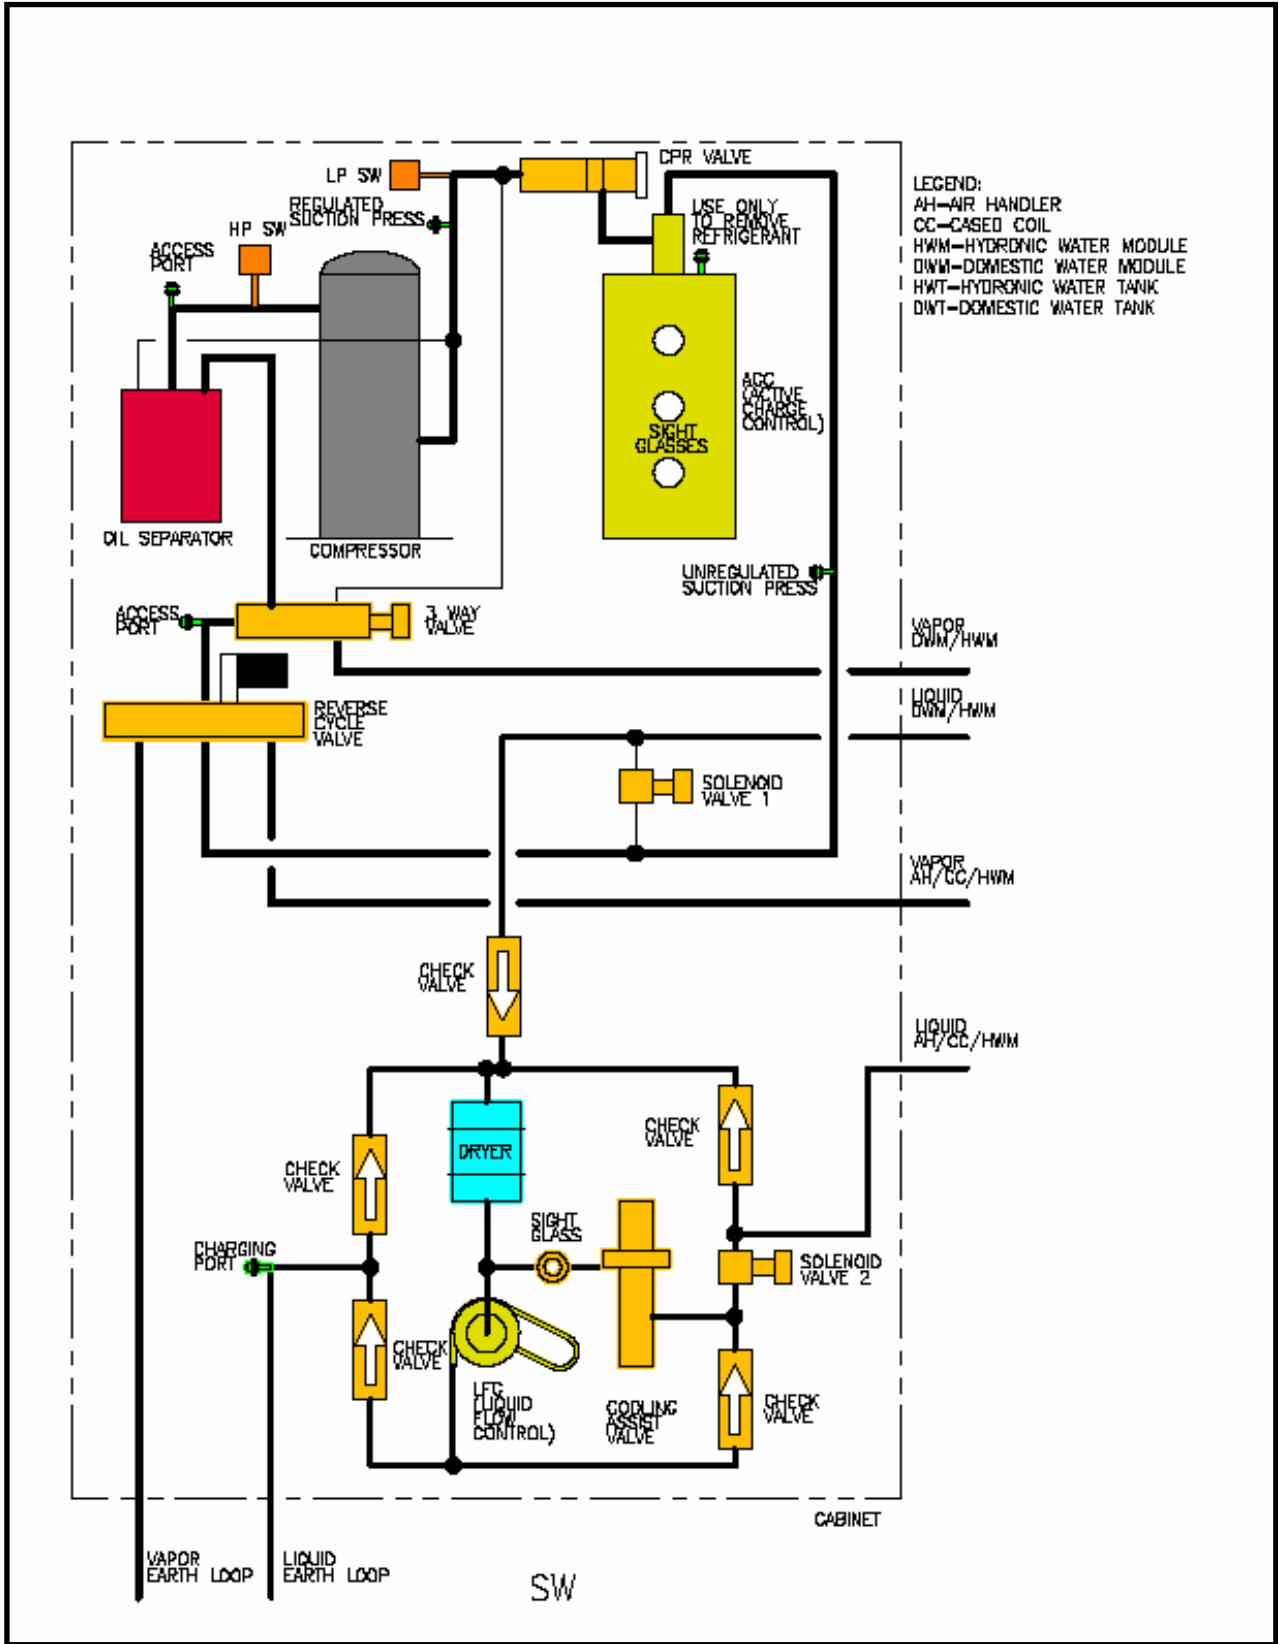 CPR VALVE
LP SW
REGULATED
SUCTION PRESS
HP SW
ACCESS
PORT
USE ONLY
TO REMOVE
REFRIGERANT
LEGEND:
AH-AIR HANDLER
CC-CASED COIL
HWM-HYDRONIC WATER MODULE
DWM-DOMESTIC WATER MODULE
HWT-HYDRONIC WATER TANK
DWT-DOMESTIC WATER TANK
ACC
(ACTIVE
CHARGE
CONTROL)
SIGHT
GLASSES
OIL SEPARATOR
COMPRESSOR
UNREGULATED
SUCTION PRESS
ACCESS
PORT
3 WAY
VALVE
VAPOR
DWM/HWM
REVERSE
CYCLE
VALVE
LIQUID
DWM/HWM
SOLENOID
VALVE 1
VAPOR
AH/CC/HWM
CHECK
VALVE
LIQUID
AH/CC/HWM
CHECK
VALVE
DRYER
CHECK
VALVE
SIGHT
GLASS
CHARGING
PORT
SOLENOID
VALVE 2
CHECK
VALVE
LFC
(LIQUID
FLOW
CONTROL)
COOLING
ASSIST
VALVE
CHECK
VALVE
CABINET
VAPOR
EARTH LOOP
LIQUID
EARTH LOOP
SW